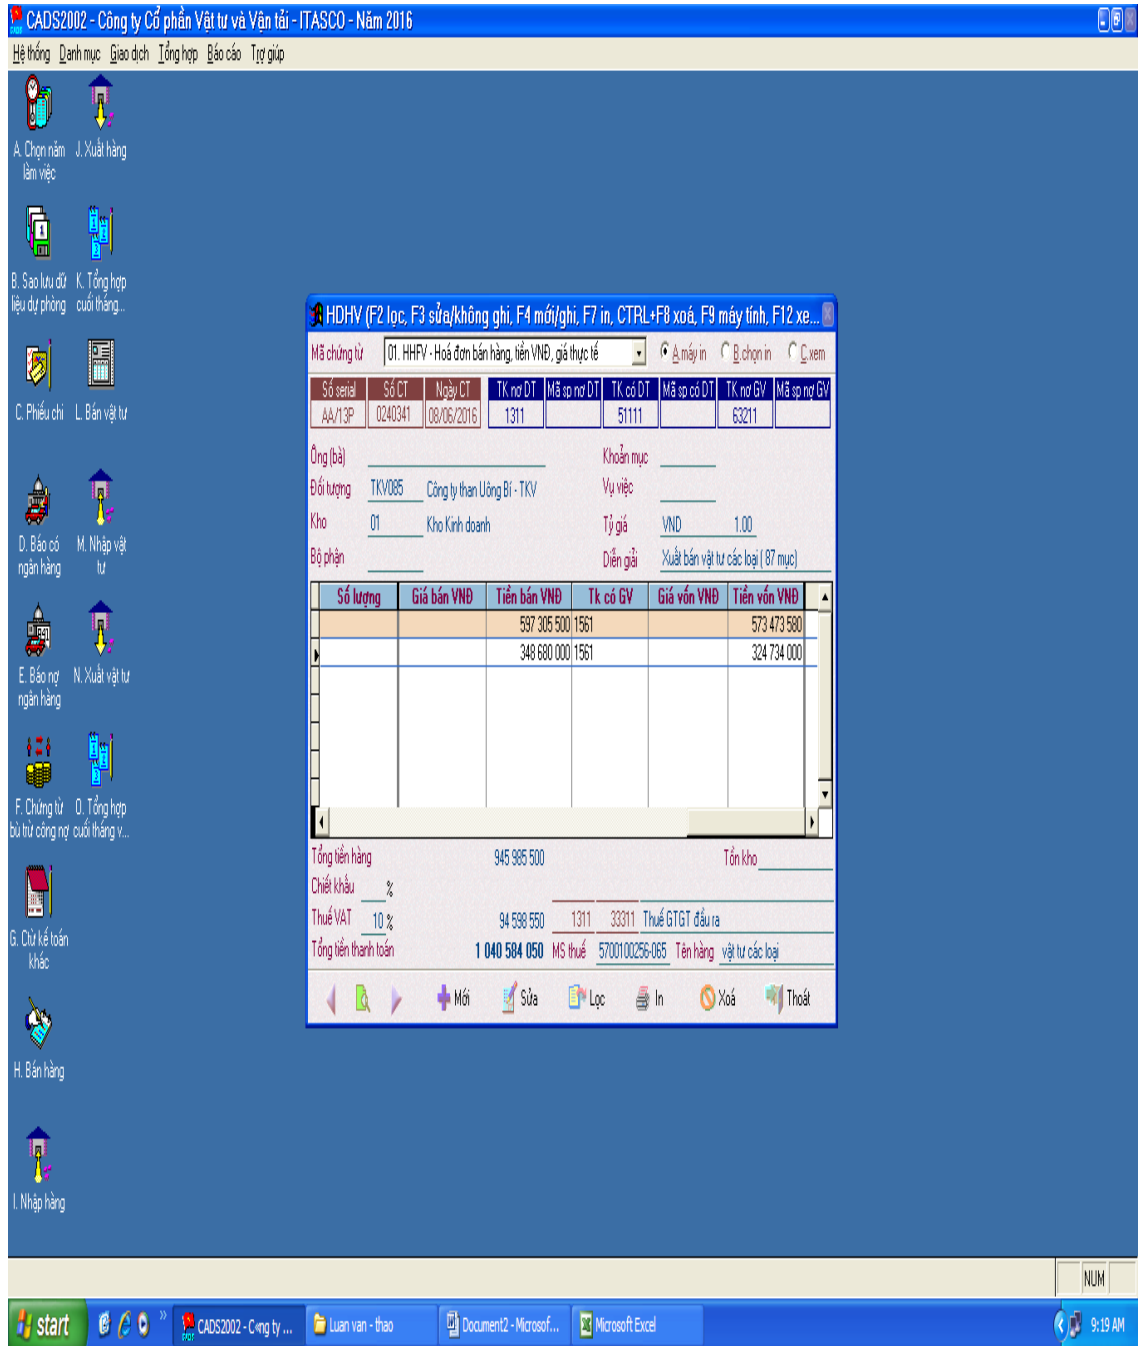 CADS2002 - Công ty Cổ phần Vật tư và Vận tải - ITASCO - Năm 2016
Hệ thống Danh mục Giao dịch Tổng hợp Báo cáo Trợ giúp
A. Chọn năm làm việc
J. Xuất hàng
B. Sao lưu dữ liệu dự phòng
K. Tổng hợp cuối tháng...
C. Phiếu chi
L. Bán vật tư
D. Báo có ngân hàng
M. Nhập vật tư
E. Báo nợ ngân hàng
N. Xuất vật tư
F. Chứng từ bù trừ công nợ
O. Tổng hợp cuối tháng v...
G. Ctừ kế toán khác
H. Bán hàng
I. Nhập hàng
HDHV (F2 lọc, F3 sửa/không ghi, F4 mới/ghi, F7 in, CTRL+F8 xoá, F9 máy tính, F12 xe...
Mã chứng từ 01. HHFV - Hoá đơn bán hàng, tiền VNĐ, giá thực tế A.máy in B.chọn in C.xem
Số serial Số CT Ngày CT TK nợ DT Mã sp nợ DT TK có DT Mã sp có DT TK nợ GV Mã sp nợ GV
AA/13P 0240341 08/06/2016 1311 51111 63211
Ông (bà) Khoản mục
Đối tượng TKV085 Công ty than Uông Bí - TKV Vụ việc
Kho 01 Kho Kinh doanh Tỷ giá VND 1.00
Bộ phận Diễn giải Xuất bán vật tư các loại ( 87 mục)
Số lượng Giá bán VNĐ Tiền bán VNĐ Tk có GV Giá vốn VNĐ Tiền vốn VNĐ
597 305 500 1561 573 473 580
348 680 000 1561 324 734 000
Tổng tiền hàng 945 985 500 Tồn kho
Chiết khấu %
Thuế VAT 10 % 94 598 550 1311 33311 Thuế GTGT đầu ra
Tổng tiền thanh toán 1 040 584 050 MS thuế 5700100256-065 Tên hàng vật tư các loại
Mới Sửa Lọc In Xoá Thoát
NUM
start CADS2002 - C«ng ty ... Luan van - thao Document2 - Microsof... Microsoft Excel 9:19 AM